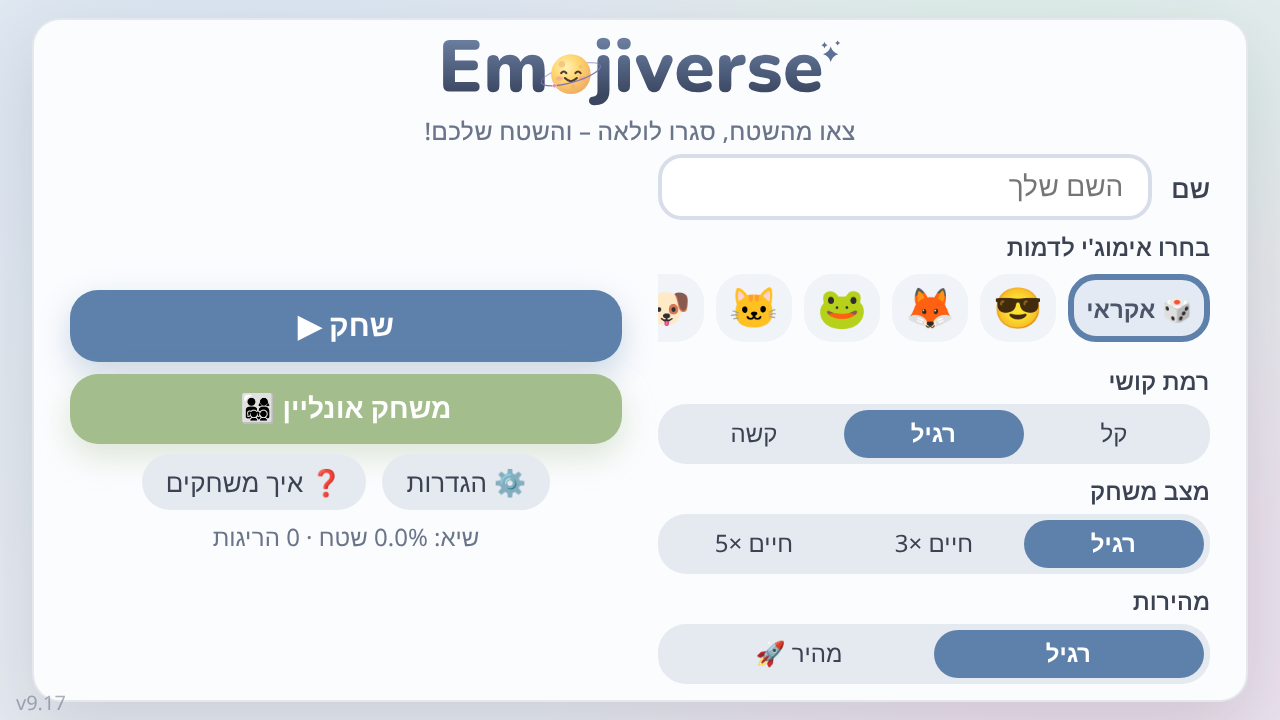 Emojiverse
צאו מהשטח, סגרו לולאה – והשטח שלכם!
שם
השם שלך
בחרו אימוג'י לדמות
🎲 אקראי
רמת קושי
קל רגיל קשה
מצב משחק
רגיל 3× חיים 5× חיים
מהירות
רגיל מהיר 🚀
שחק ▶
משחק אונליין 👨‍👩‍👧‍👦
⚙️ הגדרות ❓ איך משחקים
שיא: 0.0% שטח · 0 הריגות
v9.17